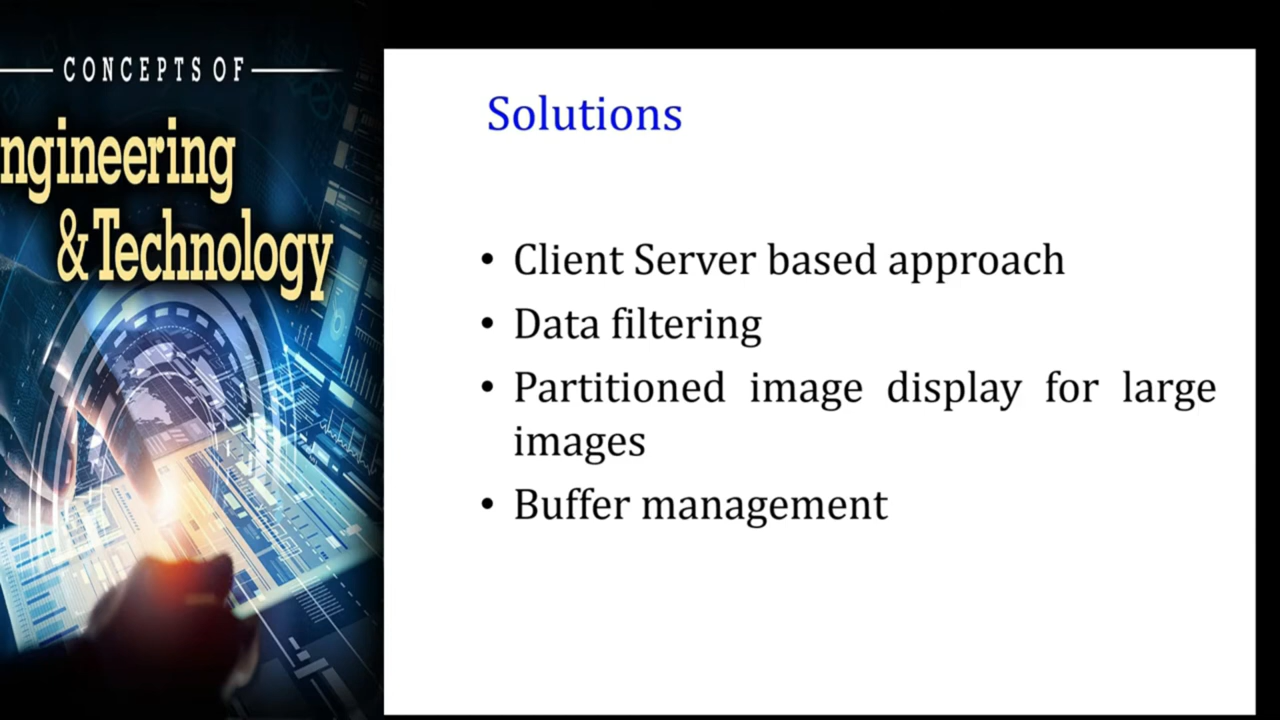 CONCEPTS OF
ngineering
& Technology
Solutions
• Client Server based approach
• Data filtering
• Partitioned image display for large
images
• Buffer management